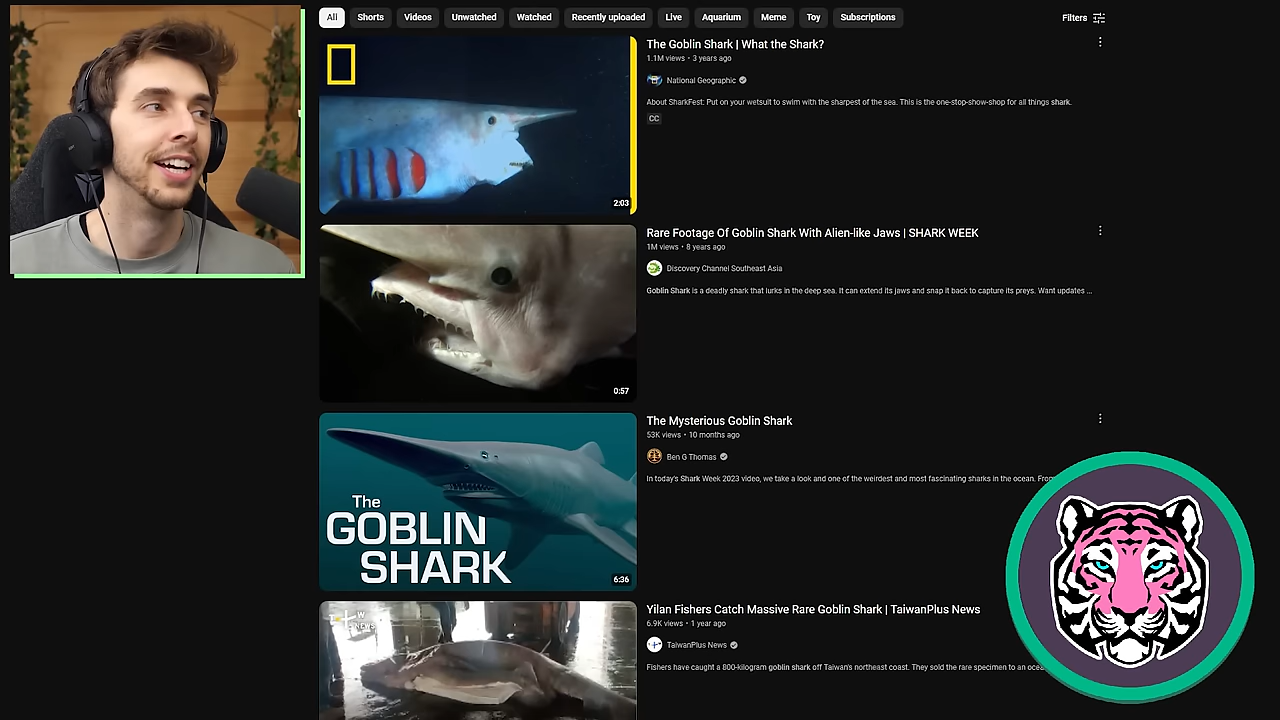 All Shorts Videos Unwatched Watched Recently uploaded Live Aquarium Meme Toy Subscriptions Filters
The Goblin Shark | What the Shark?
1.1M views • 3 years ago
National Geographic
About SharkFest: Put on your wetsuit to swim with the sharpest of the sea. This is the one-stop-show-shop for all things shark.
CC
2:03
Rare Footage Of Goblin Shark With Alien-like Jaws | SHARK WEEK
1M views • 8 years ago
Discovery Channel Southeast Asia
Goblin Shark is a deadly shark that lurks in the deep sea. It can extend its jaws and snap it back to capture its preys. Want updates ...
0:57
The Mysterious Goblin Shark
53K views • 10 months ago
Ben G Thomas
In today's Shark Week 2023 video, we take a look and one of the weirdest and most fascinating sharks in the ocean.
The
GOBLIN
SHARK
6:36
Yilan Fishers Catch Massive Rare Goblin Shark | TaiwanPlus News
6.9K views • 1 year ago
TaiwanPlus News
Fishers have caught a 800-kilogram goblin shark off Taiwan's northeast coast. They sold the rare specimen to an
NEWS